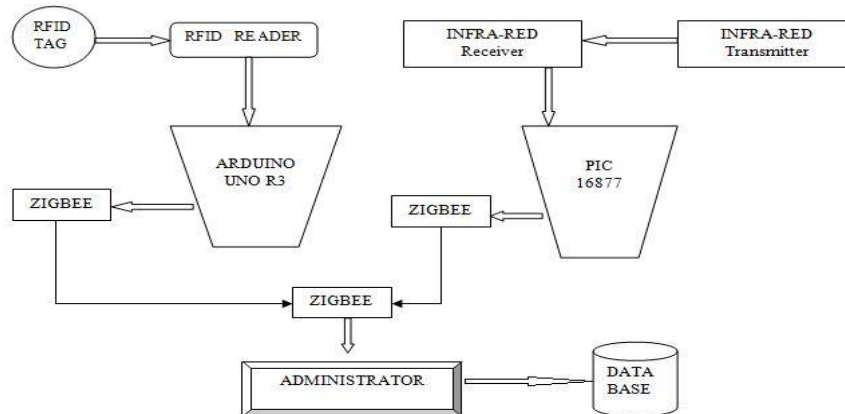 RFID
TAG
RFID READER
INFRA-RED
Receiver
INFRA-RED
Transmitter
ARDUINO
UNO R3
PIC
16877
ZIGBEE
ZIGBEE
ZIGBEE
ADMINISTRATOR
DATA
BASE